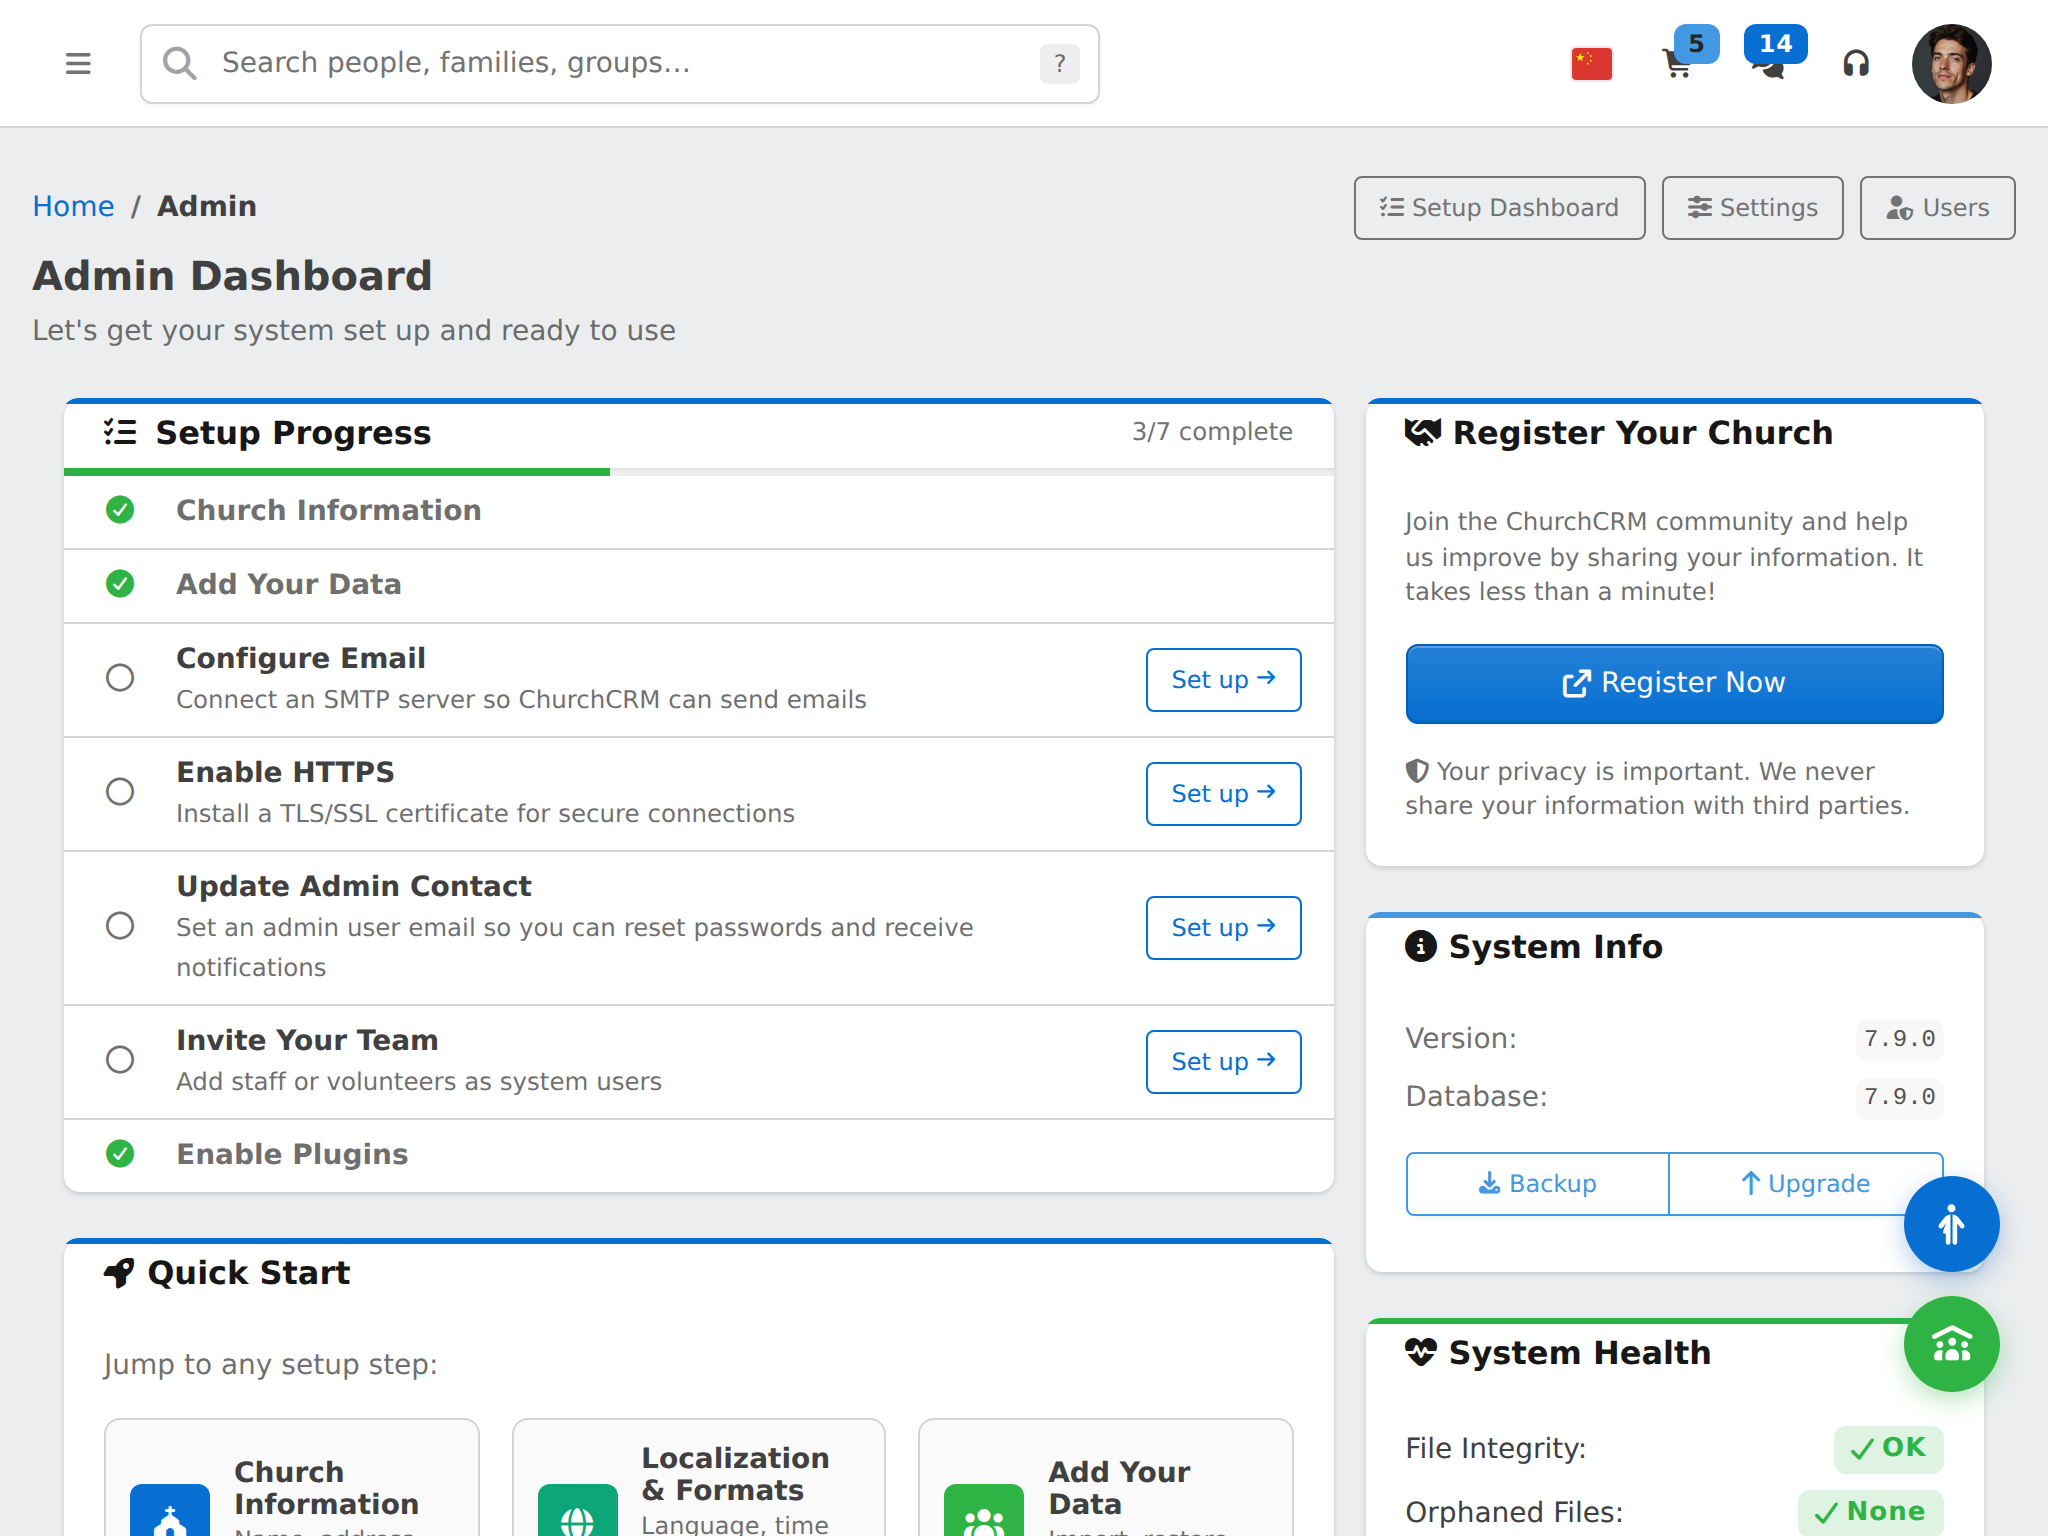 Search people, families, groups...
?
5
14
Home / Admin
Setup Dashboard
Settings
Users
Admin Dashboard
Let's get your system set up and ready to use
Setup Progress
3/7 complete
Church Information
Add Your Data
Configure Email
Connect an SMTP server so ChurchCRM can send emails
Set up
Enable HTTPS
Install a TLS/SSL certificate for secure connections
Set up
Update Admin Contact
Set an admin user email so you can reset passwords and receive
notifications
Set up
Invite Your Team
Add staff or volunteers as system users
Set up
Enable Plugins
Quick Start
Jump to any setup step:
Church
Information
Name, address
Localization
& Formats
Language, time
Add Your
Data
Import, restore
Register Your Church
Join the ChurchCRM community and help
us improve by sharing your information. It
takes less than a minute!
Register Now
Your privacy is important. We never
share your information with third parties.
System Info
Version:
7.9.0
Database:
7.9.0
Backup
Upgrade
System Health
File Integrity:
OK
Orphaned Files:
None